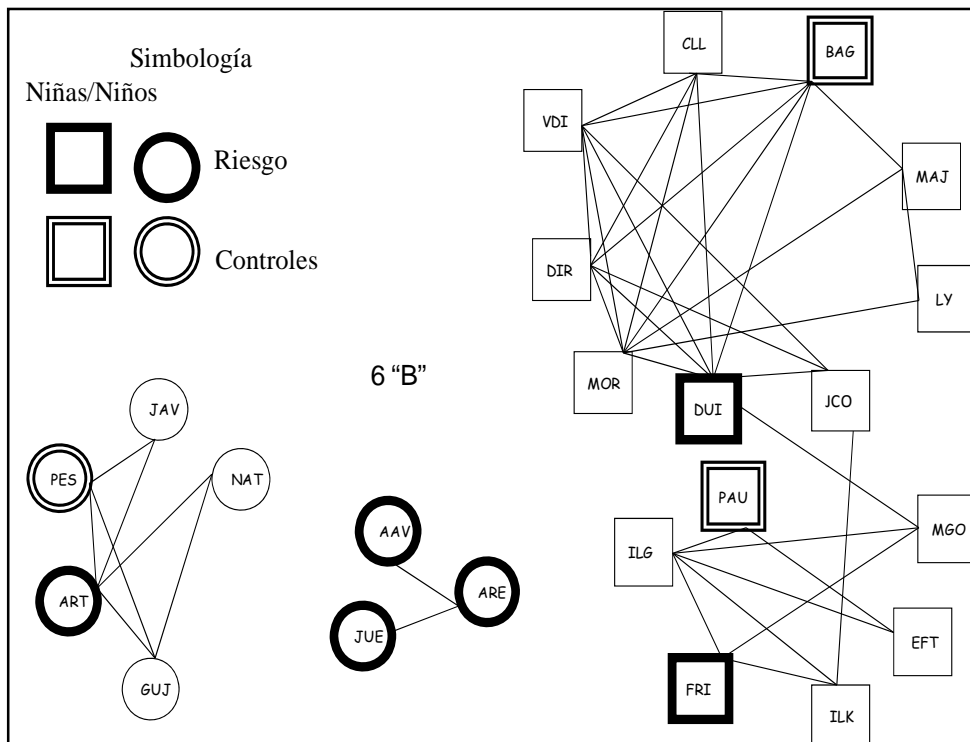 Simbología
Niñas/Niños
Riesgo
Controles
6 “B”
CLL
BAG
VDI
MAJ
DIR
LY
MOR
DUI
JCO
PAU
MGO
ILG
EFT
FRI
ILK
JAV
PES
NAT
ART
GUJ
AAV
ARE
JUE